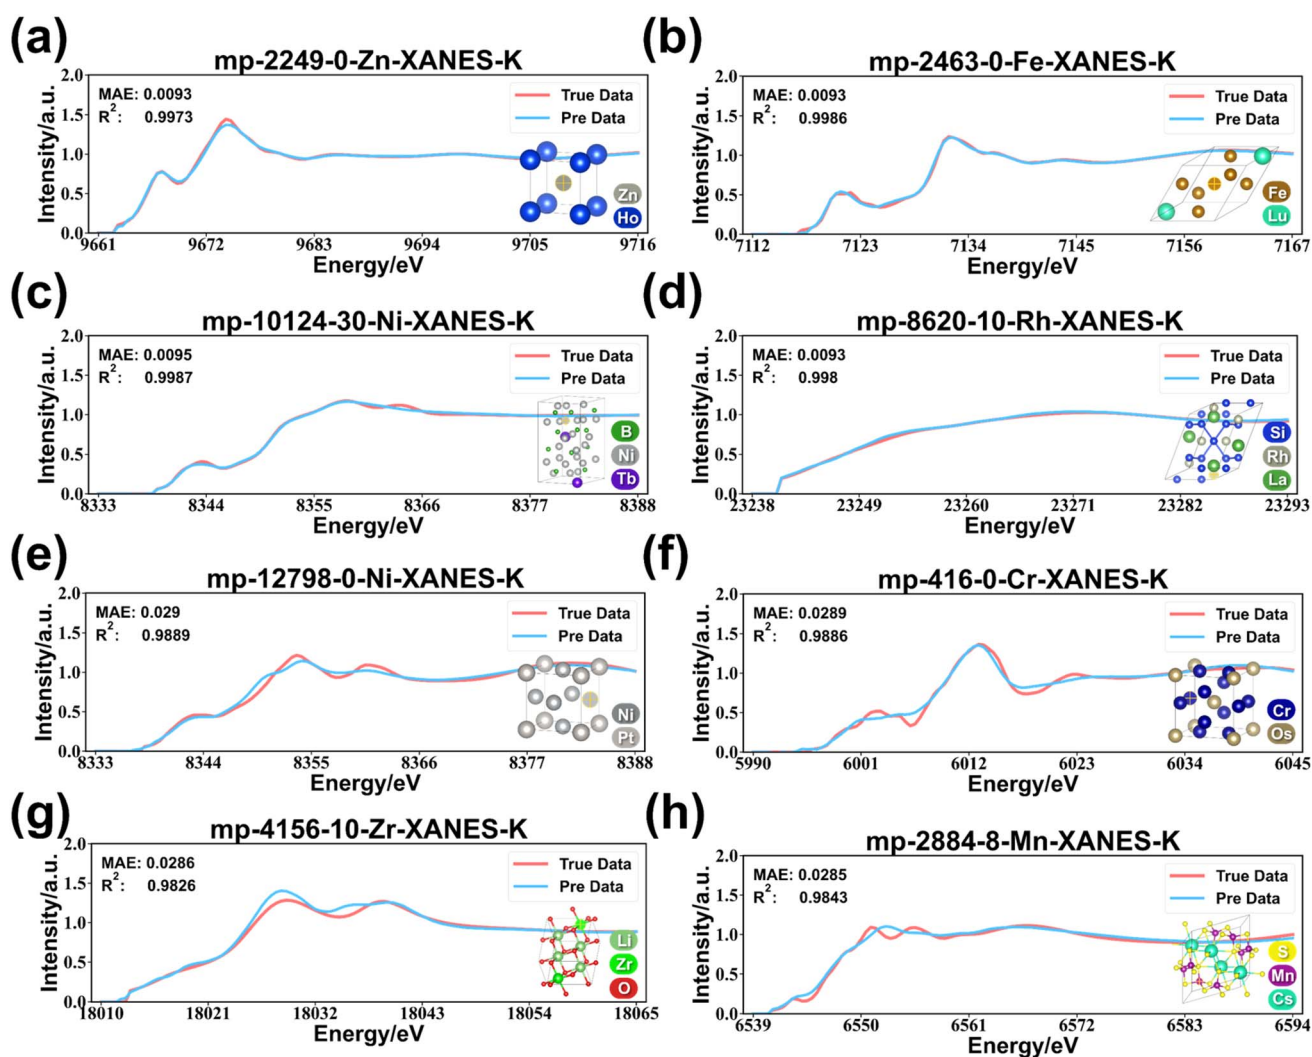 (a)
mp-2249-0-Zn-XANES-K
Intensity/a.u.
2.0
1.5
1.0
0.5
0.0
MAE: 0.0093
R²: 0.9973
True Data
Pre Data
Zn
Ho
9661 9672 9683 9694 9705 9716
Energy/eV
(b)
mp-2463-0-Fe-XANES-K
Intensity/a.u.
2.0
1.5
1.0
0.5
0.0
MAE: 0.0093
R²: 0.9986
True Data
Pre Data
Fe
Lu
7112 7123 7134 7145 7156 7167
Energy/eV
(c)
mp-10124-30-Ni-XANES-K
Intensity/a.u.
2.0
1.5
1.0
0.5
0.0
MAE: 0.0095
R²: 0.9987
True Data
Pre Data
B
Ni
Tb
8333 8344 8355 8366 8377 8388
Energy/eV
(d)
mp-8620-10-Rh-XANES-K
Intensity/a.u.
2.0
1.5
1.0
0.5
0.0
MAE: 0.0093
R²: 0.998
True Data
Pre Data
Si
Rh
La
23238 23249 23260 23271 23282 23293
Energy/eV
(e)
mp-12798-0-Ni-XANES-K
Intensity/a.u.
2.0
1.5
1.0
0.5
0.0
MAE: 0.029
R²: 0.9889
True Data
Pre Data
Ni
Pt
8333 8344 8355 8366 8377 8388
Energy/eV
(f)
mp-416-0-Cr-XANES-K
Intensity/a.u.
2.0
1.5
1.0
0.5
0.0
MAE: 0.0289
R²: 0.9886
True Data
Pre Data
Cr
Os
5990 6001 6012 6023 6034 6045
Energy/eV
(g)
mp-4156-10-Zr-XANES-K
Intensity/a.u.
2.0
1.5
1.0
0.5
0.0
MAE: 0.0286
R²: 0.9826
True Data
Pre Data
Li
Zr
O
18010 18021 18032 18043 18054 18065
Energy/eV
(h)
mp-2884-8-Mn-XANES-K
Intensity/a.u.
2.0
1.5
1.0
0.5
0.0
MAE: 0.0285
R²: 0.9843
True Data
Pre Data
S
Mn
Cs
6539 6550 6561 6572 6583 6594
Energy/eV